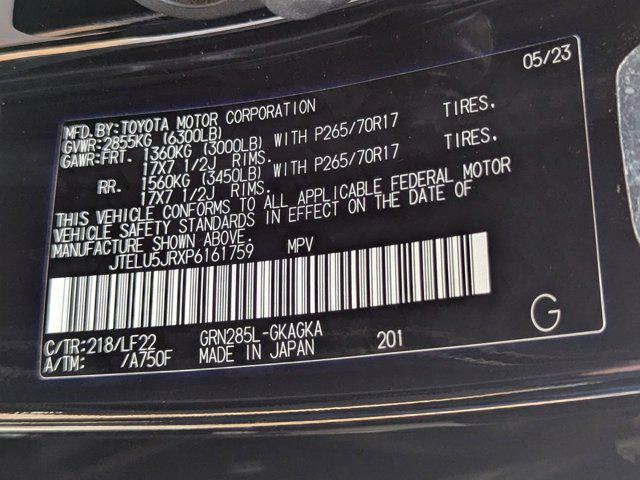 05/23
MFD.BY:TOYOTA MOTOR CORPORATION
GVWR:2855KG (6300LB)
GAWR:FRT. 1360KG (3000LB) WITH P265/70R17 TIRES,
17X7 1/2J RIMS.
RR. 1560KG (3450LB) WITH P265/70R17 TIRES,
17X7 1/2J RIMS.
THIS VEHICLE CONFORMS TO ALL APPLICABLE FEDERAL MOTOR
VEHICLE SAFETY STANDARDS IN EFFECT ON THE DATE OF
MANUFACTURE SHOWN ABOVE.
JTELU5JRXP6161759 MPV
C/TR:218/LF22 GRN285L-GKAGKA
A/TM: /A750F MADE IN JAPAN 201 G